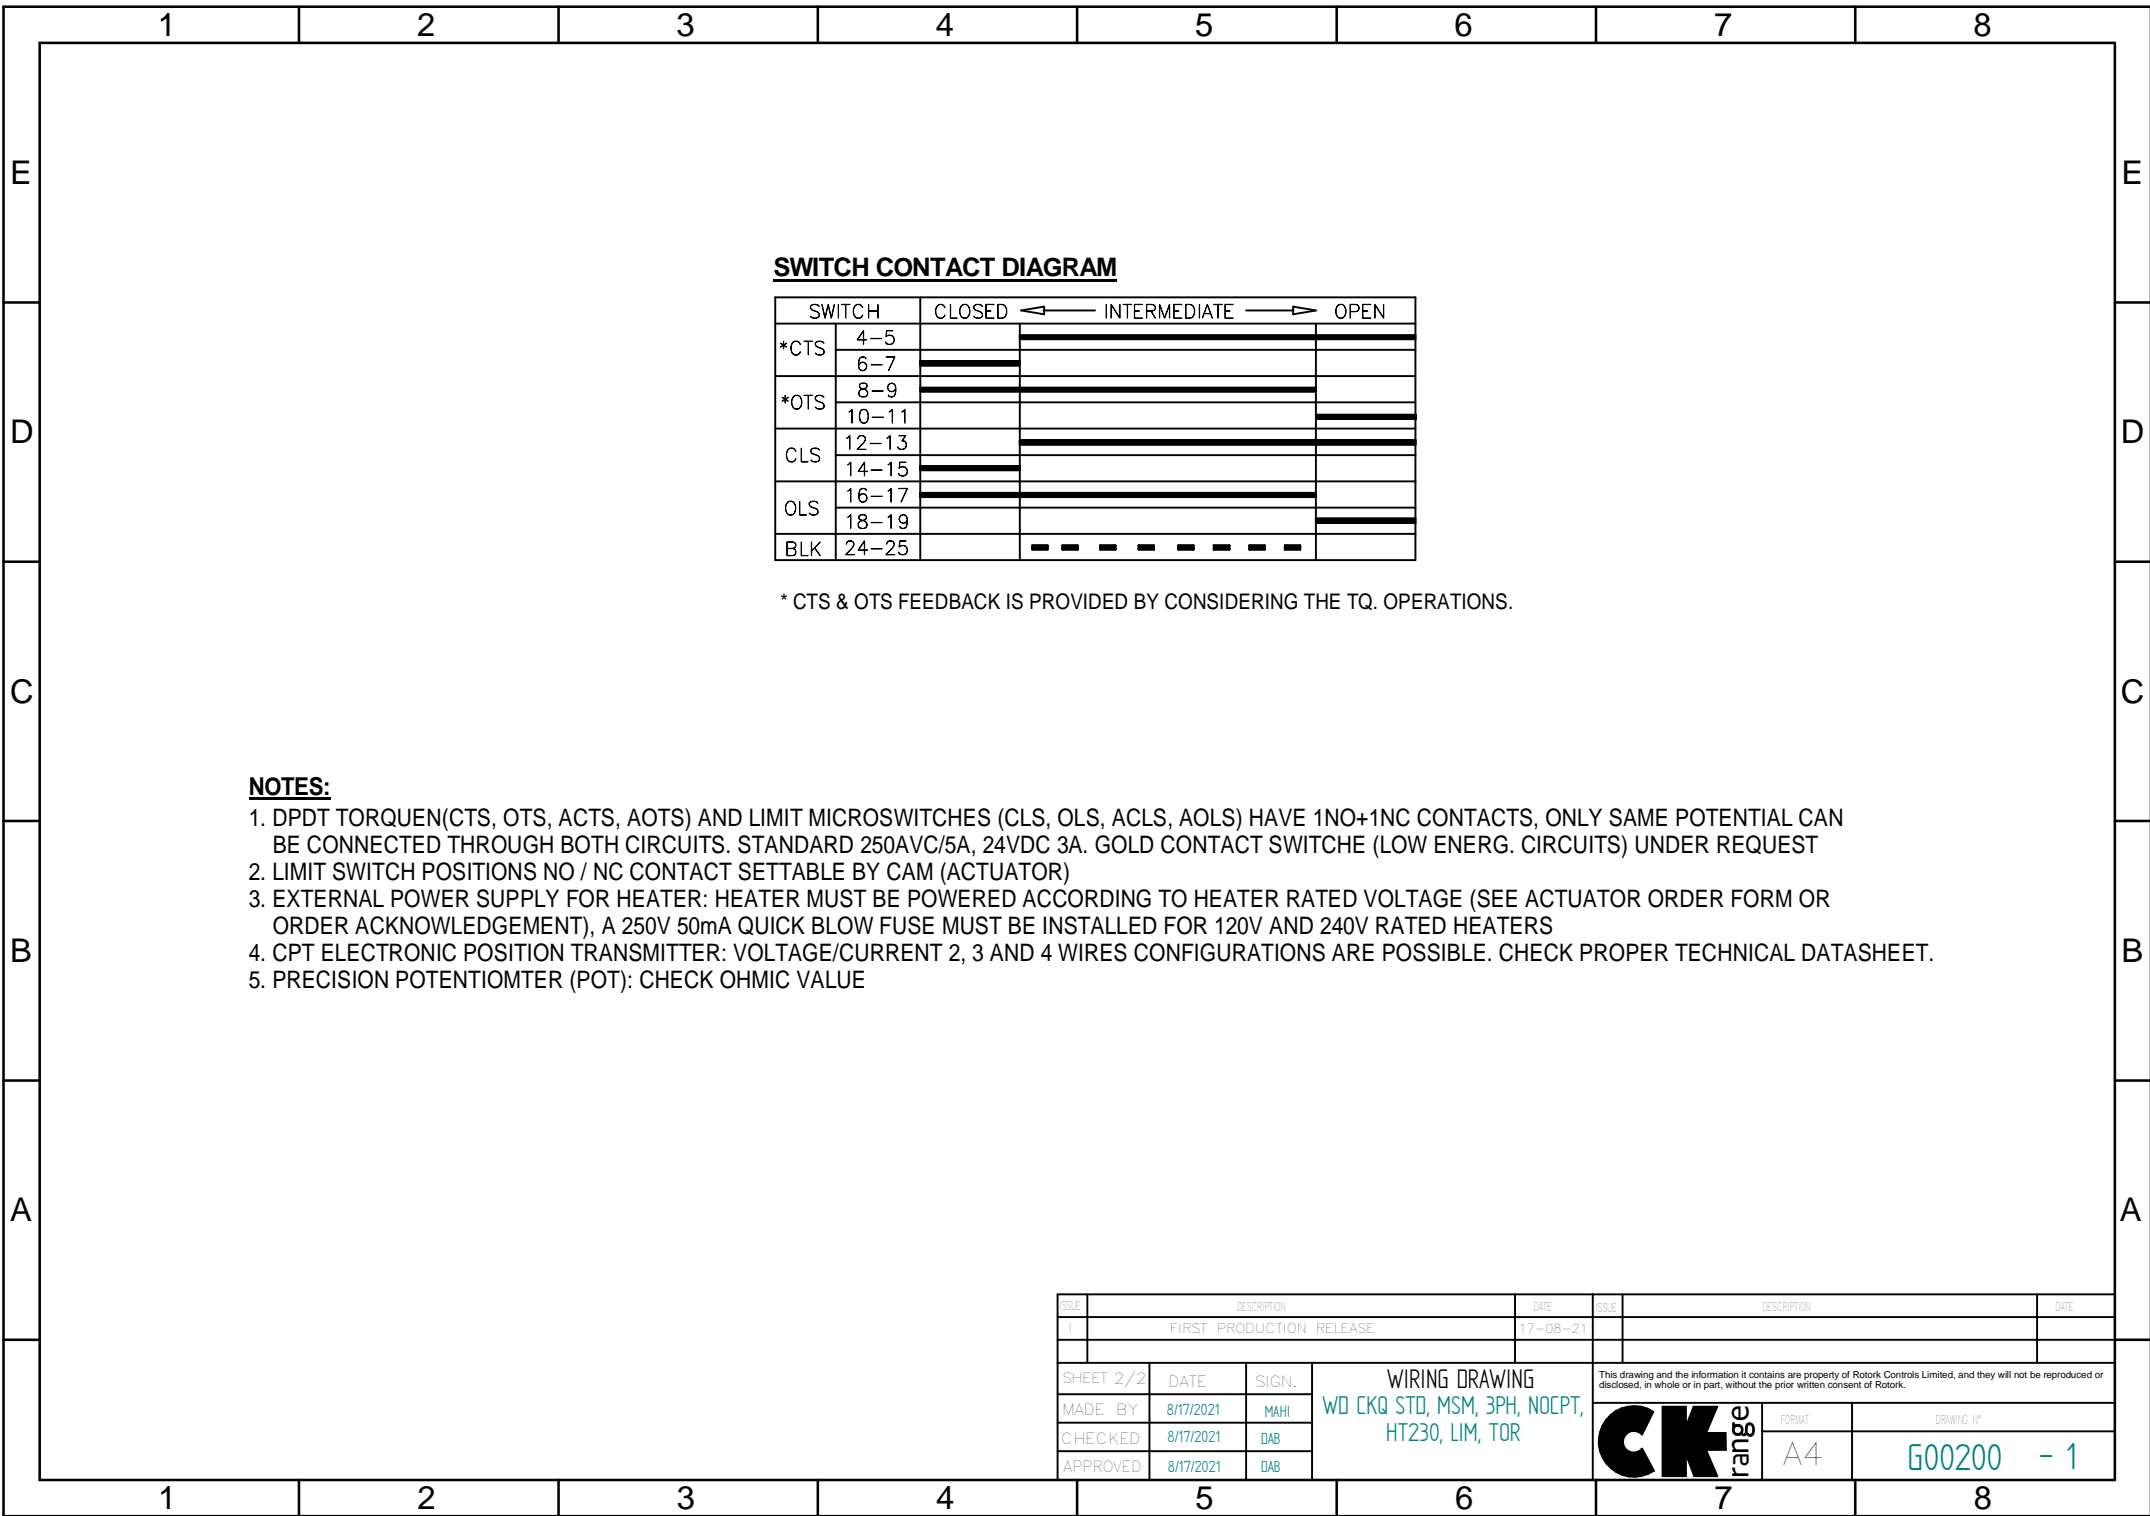 1 2 3 4 5 6 7 8
E E
SWITCH CONTACT DIAGRAM
SWITCH CLOSED INTERMEDIATE OPEN
*CTS 4-5
6-7
*OTS 8-9
10-11
CLS 12-13
14-15
OLS 16-17
18-19
BLK 24-25
* CTS & OTS FEEDBACK IS PROVIDED BY CONSIDERING THE TQ. OPERATIONS.
D D
C C
NOTES:
1. DPDT TORQUEN(CTS, OTS, ACTS, AOTS) AND LIMIT MICROSWITCHES (CLS, OLS, ACLS, AOLS) HAVE 1NO+1NC CONTACTS, ONLY SAME POTENTIAL CAN
BE CONNECTED THROUGH BOTH CIRCUITS. STANDARD 250AVC/5A, 24VDC 3A. GOLD CONTACT SWITCHE (LOW ENERG. CIRCUITS) UNDER REQUEST
2. LIMIT SWITCH POSITIONS NO / NC CONTACT SETTABLE BY CAM (ACTUATOR)
3. EXTERNAL POWER SUPPLY FOR HEATER: HEATER MUST BE POWERED ACCORDING TO HEATER RATED VOLTAGE (SEE ACTUATOR ORDER FORM OR
ORDER ACKNOWLEDGEMENT), A 250V 50mA QUICK BLOW FUSE MUST BE INSTALLED FOR 120V AND 240V RATED HEATERS
4. CPT ELECTRONIC POSITION TRANSMITTER: VOLTAGE/CURRENT 2, 3 AND 4 WIRES CONFIGURATIONS ARE POSSIBLE. CHECK PROPER TECHNICAL DATASHEET.
5. PRECISION POTENTIOMTER (POT): CHECK OHMIC VALUE
B B
A A
ISSUE DESCRIPTION DATE ISSUE DESCRIPTION DATE
1 FIRST PRODUCTION RELEASE 17-08-21
SHEET 2/2 DATE SIGN.
MADE BY 8/17/2021 MAHI
CHECKED 8/17/2021 DAB
APPROVED 8/17/2021 DAB
WIRING DRAWING
WD CKQ STD, MSM, 3PH, NOCPT,
HT230, LIM, TOR
This drawing and the information it contains are property of Rotork Controls Limited, and they will not be reproduced or
disclosed, in whole or in part, without the prior written consent of Rotork.
CK range
FORMAT
A4
DRAWING Nº
G00200 - 1
1 2 3 4 5 6 7 8